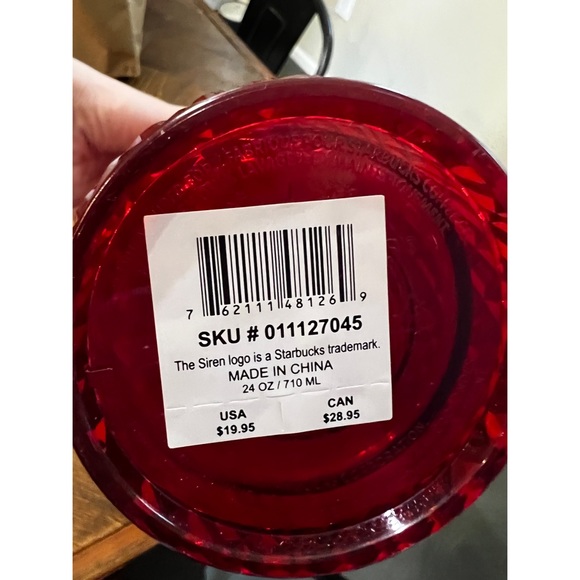 7 62111 48126 9
SKU # 011127045
The Siren logo is a Starbucks trademark.
MADE IN CHINA
24 OZ / 710 ML
USA CAN
$19.95 $28.95